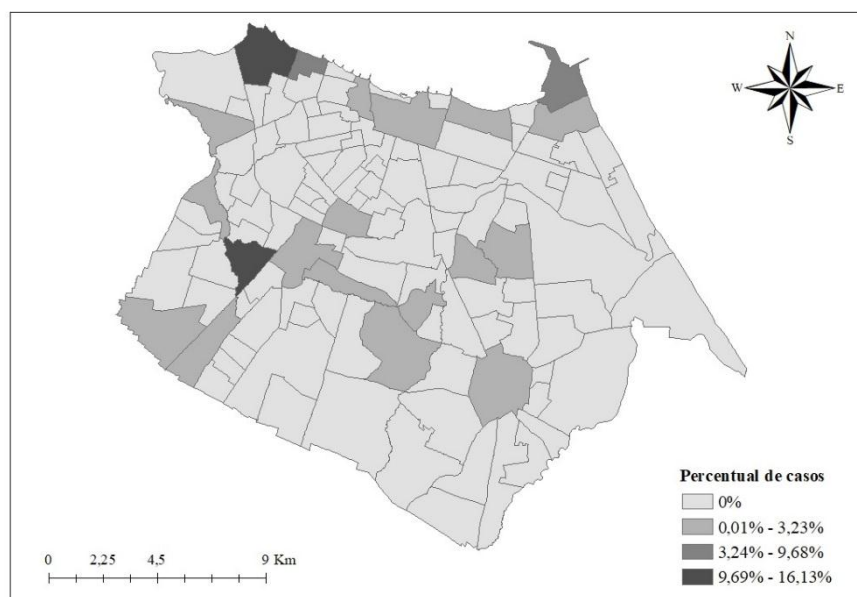 N
W E
S
Percentual de casos
0%
0,01% - 3,23%
3,24% - 9,68%
9,69% - 16,13%
0 2,25 4,5 9 Km